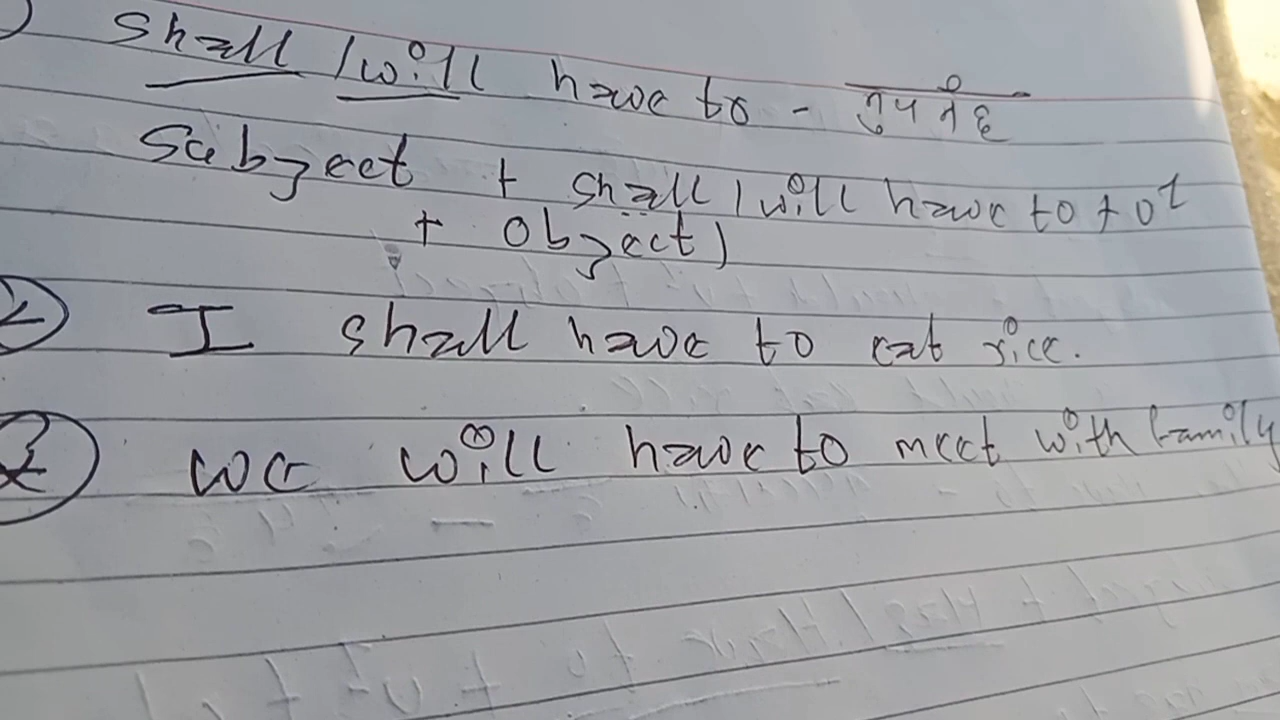 Shall / will have to -
Subject + shall / will have to + v1
+ Object)
I shall have to eat rice.
we will have to meet with family